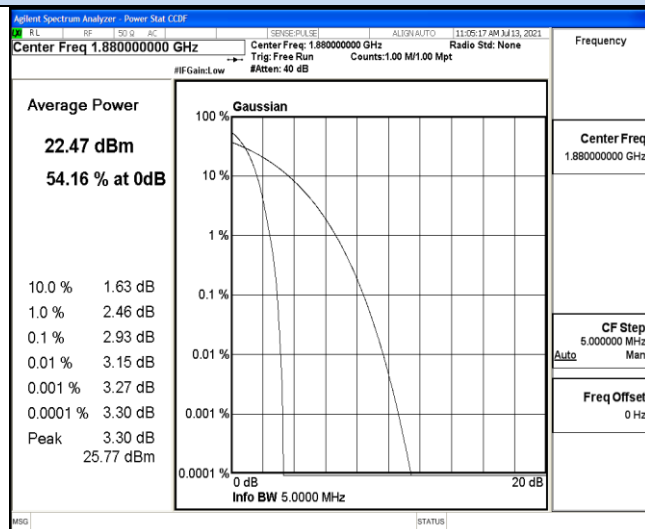 Agilent Spectrum Analyzer - Power Stat CCDF
RL RF 50 Ω AC SENSE:PULSE ALIGN AUTO 11:05:17 AM Jul 13, 2021
Center Freq 1.880000000 GHz
Center Freq: 1.880000000 GHz Radio Std: None
Trig: Free Run Counts:1.00 M/1.00 Mpt
#IFGain:Low #Atten: 40 dB
Frequency
Average Power
22.47 dBm
54.16 % at 0dB
10.0 % 1.63 dB
1.0 % 2.46 dB
0.1 % 2.93 dB
0.01 % 3.15 dB
0.001 % 3.27 dB
0.0001 % 3.30 dB
Peak 3.30 dB
25.77 dBm
Gaussian
100 %
10 %
1 %
0.1 %
0.01 %
0.001 %
0.0001 %
0 dB 20 dB
Info BW 5.0000 MHz
Center Freq
1.880000000 GHz
CF Step
5.000000 MHz
Auto Man
Freq Offset
0 Hz
MSG STATUS